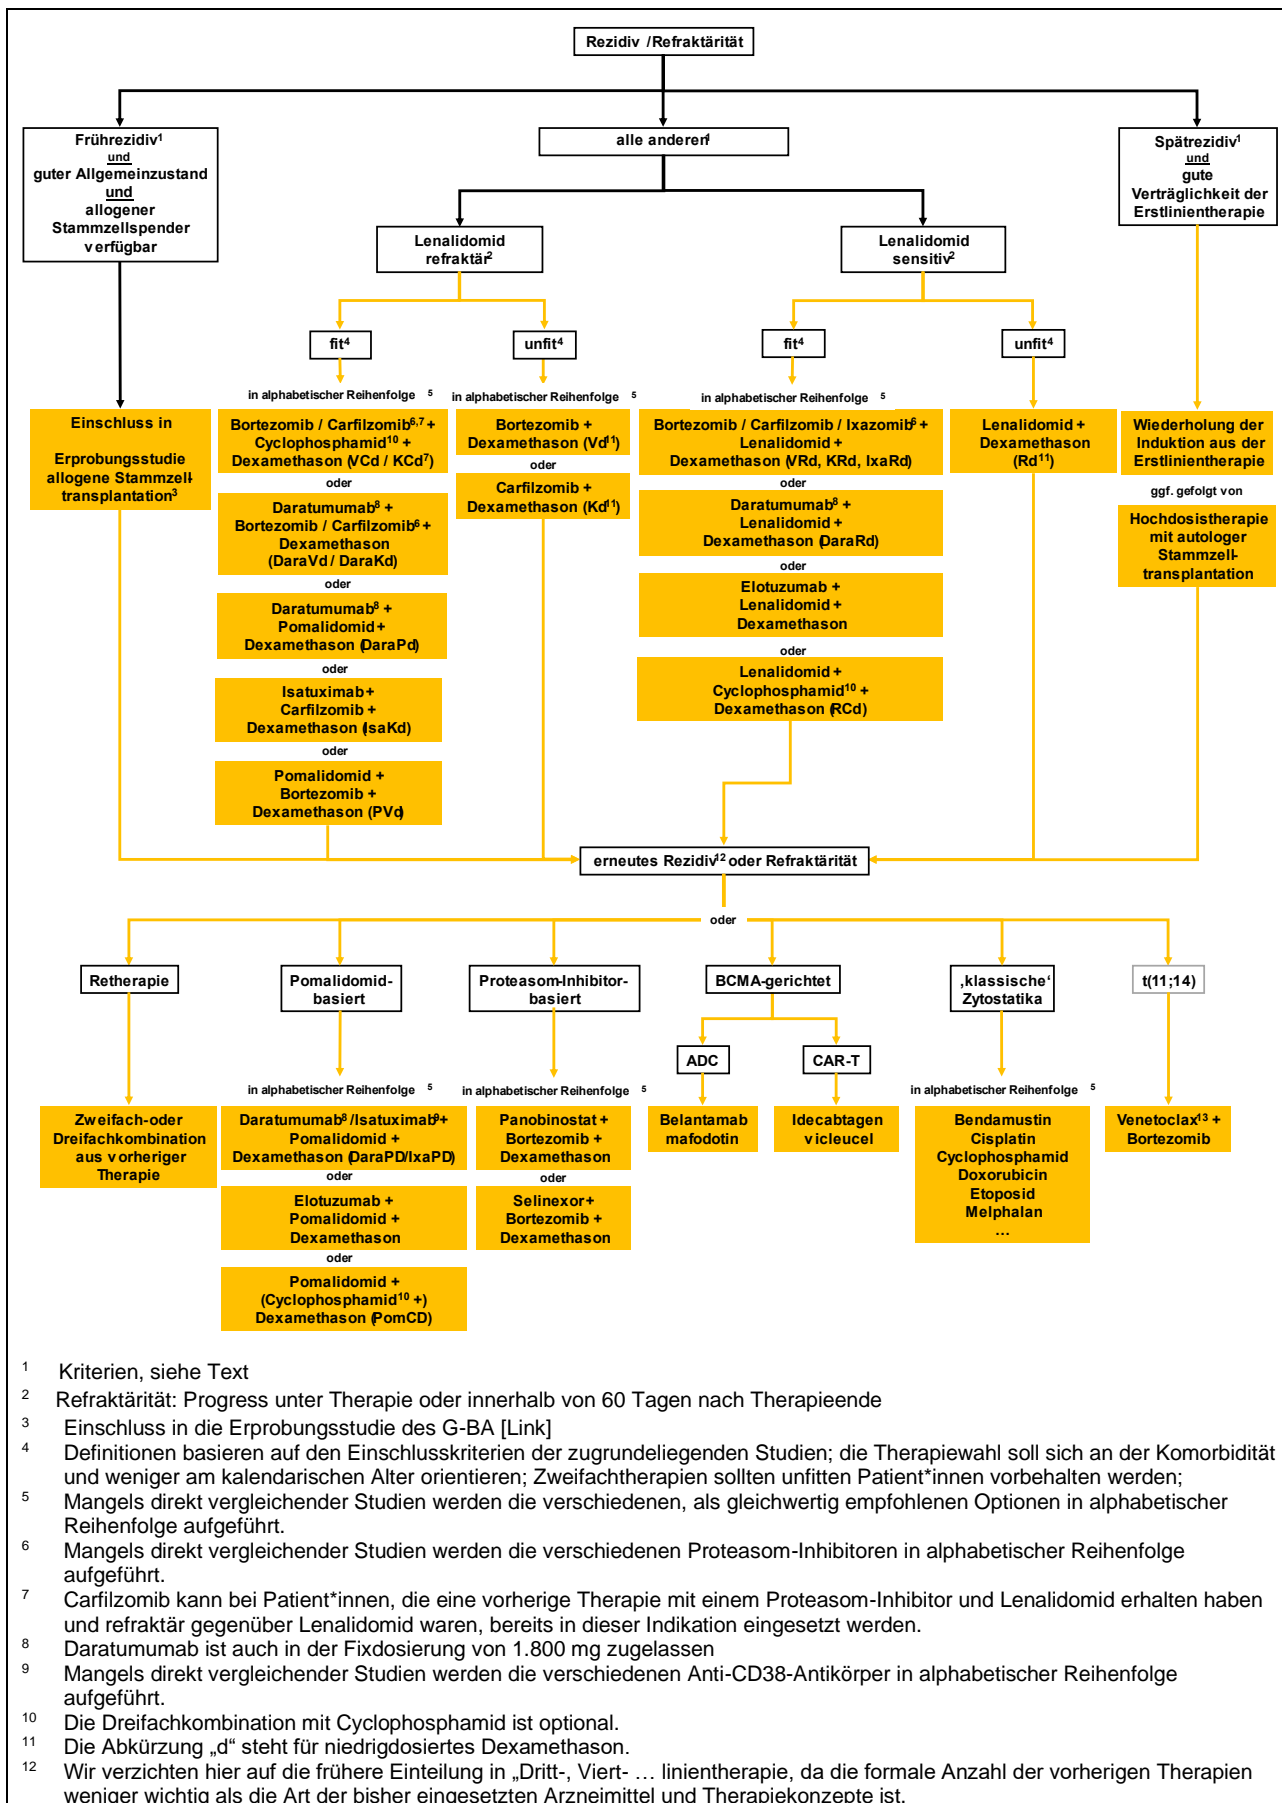 Rezidiv /Refraktärität
Frührezidiv¹
und
guter Allgemeinzustand
und
allogener
Stammzellspender
verfügbar
alle anderen⁴
Spätrezidiv¹
und
gute
Verträglichkeit der
Erstlinientherapie
Lenalidomid
refraktär²
Lenalidomid
sensitiv²
fit⁴
unfit⁴
fit⁴
unfit⁴
in alphabetischer Reihenfolge ⁵
in alphabetischer Reihenfolge ⁵
in alphabetischer Reihenfolge ⁵
Einschluss in
Erprobungsstudie
allogene Stammzell-
transplantation³
Bortezomib / Carfilzomib⁶,⁷ +
Cyclophosphamid¹⁰ +
Dexamethason (VCd / KCd⁷)
oder
Daratumumab⁸ +
Bortezomib / Carfilzomib⁶ +
Dexamethason
(DaraVd / DaraKd)
oder
Daratumumab⁸ +
Pomalidomid +
Dexamethason (DaraPd)
oder
Isatuximab +
Carfilzomib +
Dexamethason (IsaKd)
oder
Pomalidomid +
Bortezomib +
Dexamethason (PVd)
Bortezomib +
Dexamethason (Vd¹¹)
oder
Carfilzomib +
Dexamethason (Kd¹¹)
Bortezomib / Carfilzomib / Ixazomib⁶ +
Lenalidomid +
Dexamethason (VRd, KRd, IxaRd)
oder
Daratumumab⁸ +
Lenalidomid +
Dexamethason (DaraRd)
oder
Elotuzumab +
Lenalidomid +
Dexamethason
oder
Lenalidomid +
Cyclophosphamid¹⁰ +
Dexamethason (RCd)
Lenalidomid +
Dexamethason
(Rd¹¹)
Wiederholung der
Induktion aus der
Erstlinientherapie
ggf. gefolgt von
Hochdosistherapie
mit autologer
Stammzell-
transplantation
erneutes Rezidiv¹² oder Refraktärität
oder
Retherapie
Pomalidomid-
basiert
Proteasom-Inhibitor-
basiert
BCMA-gerichtet
‚klassische‘
Zytostatika
t(11;14)
ADC
CAR-T
in alphabetischer Reihenfolge ⁵
in alphabetischer Reihenfolge ⁵
in alphabetischer Reihenfolge ⁵
Zweifach-oder
Dreifachkombination
aus vorheriger
Therapie
Daratumumab⁸ /Isatuximab⁹+
Pomalidomid +
Dexamethason (DaraPD/IxaPD)
oder
Elotuzumab +
Pomalidomid +
Dexamethason
oder
Pomalidomid +
(Cyclophosphamid¹⁰ +)
Dexamethason (PomCD)
Panobinostat +
Bortezomib +
Dexamethason
oder
Selinexor +
Bortezomib +
Dexamethason
Belantamab
mafodotin
Idecabtagen
vicleucel
Bendamustin
Cisplatin
Cyclophosphamid
Doxorubicin
Etoposid
Melphalan
…
Venetoclax¹³ +
Bortezomib
¹ Kriterien, siehe Text
² Refraktärität: Progress unter Therapie oder innerhalb von 60 Tagen nach Therapieende
³ Einschluss in die Erprobungsstudie des G-BA [Link]
⁴ Definitionen basieren auf den Einschlusskriterien der zugrundeliegenden Studien; die Therapiewahl soll sich an der Komorbidität
und weniger am kalendarischen Alter orientieren; Zweifachtherapien sollten unfitten Patient*innen vorbehalten werden;
⁵ Mangels direkt vergleichender Studien werden die verschiedenen, als gleichwertig empfohlenen Optionen in alphabetischer
Reihenfolge aufgeführt.
⁶ Mangels direkt vergleichender Studien werden die verschiedenen Proteasom-Inhibitoren in alphabetischer Reihenfolge
aufgeführt.
⁷ Carfilzomib kann bei Patient*innen, die eine vorherige Therapie mit einem Proteasom-Inhibitor und Lenalidomid erhalten haben
und refraktär gegenüber Lenalidomid waren, bereits in dieser Indikation eingesetzt werden.
⁸ Daratumumab ist auch in der Fixdosierung von 1.800 mg zugelassen
⁹ Mangels direkt vergleichender Studien werden die verschiedenen Anti-CD38-Antikörper in alphabetischer Reihenfolge
aufgeführt.
¹⁰ Die Dreifachkombination mit Cyclophosphamid ist optional.
¹¹ Die Abkürzung „d“ steht für niedrigdosiertes Dexamethason.
¹² Wir verzichten hier auf die frühere Einteilung in „Dritt-, Viert- … linientherapie, da die formale Anzahl der vorherigen Therapien
weniger wichtig als die Art der bisher eingesetzten Arzneimittel und Therapiekonzepte ist.